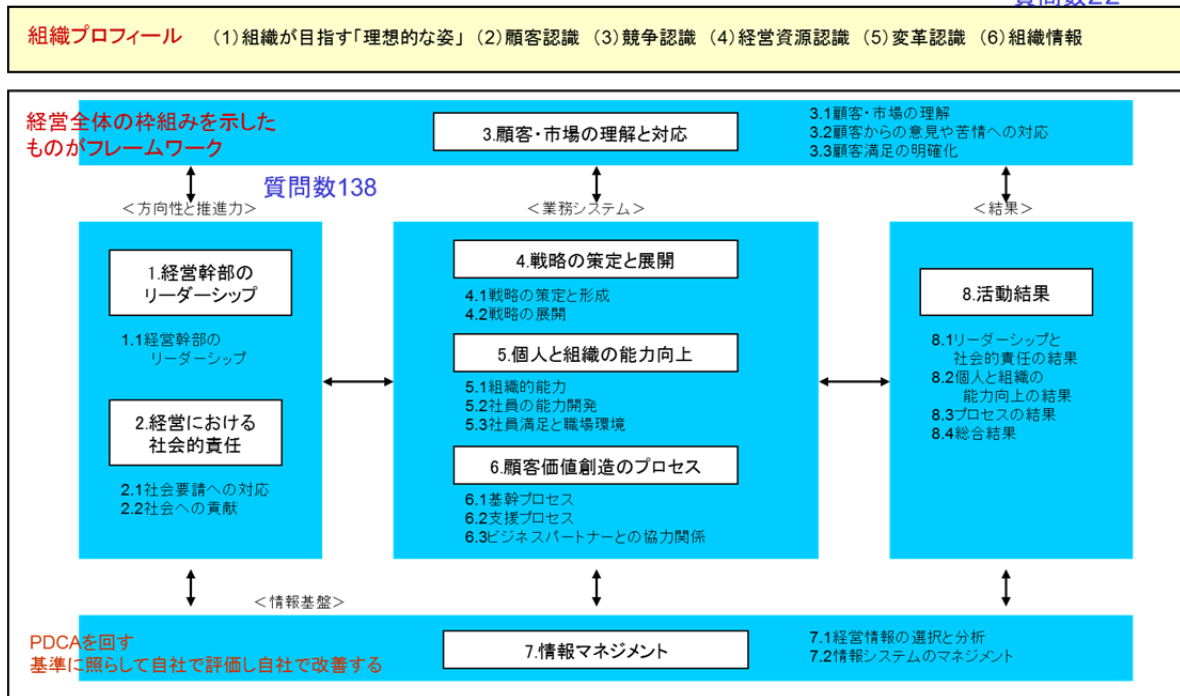 質問数22
組織プロフィール (1)組織が目指す「理想的な姿」 (2)顧客認識 (3)競争認識 (4)経営資源認識 (5)変革認識 (6)組織情報
経営全体の枠組みを示した
ものがフレームワーク
3.顧客・市場の理解と対応
3.1顧客・市場の理解
3.2顧客からの意見や苦情への対応
3.3顧客満足の明確化
質問数138
<方向性と推進力>
<業務システム>
<結果>
1.経営幹部の
リーダーシップ
1.1経営幹部の
リーダーシップ
2.経営における
社会的責任
2.1社会要請への対応
2.2社会への貢献
4.戦略の策定と展開
4.1戦略の策定と形成
4.2戦略の展開
5.個人と組織の能力向上
5.1組織的能力
5.2社員の能力開発
5.3社員満足と職場環境
6.顧客価値創造のプロセス
6.1基幹プロセス
6.2支援プロセス
6.3ビジネスパートナーとの協力関係
8.活動結果
8.1リーダーシップと
社会的責任の結果
8.2個人と組織の
能力向上の結果
8.3プロセスの結果
8.4総合結果
<情報基盤>
PDCAを回す
基準に照らして自社で評価し自社で改善する
7.情報マネジメント
7.1経営情報の選択と分析
7.2情報システムのマネジメント